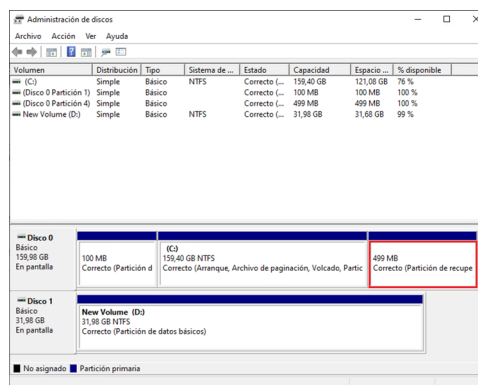 Administración de discos
Archivo Acción Ver Ayuda
Volumen Distribución Tipo Sistema de ... Estado Capacidad Espacio ... % disponible
(C:) Simple Básico NTFS Correcto (... 159,40 GB 121,08 GB 76 %
(Disco 0 Partición 1) Simple Básico Correcto (... 100 MB 100 MB 100 %
(Disco 0 Partición 4) Simple Básico Correcto (... 499 MB 499 MB 100 %
New Volume (D:) Simple Básico NTFS Correcto (... 31,98 GB 31,68 GB 99 %
Disco 0
Básico
159,98 GB
En pantalla
100 MB
Correcto (Partición d
(C:)
159,40 GB NTFS
Correcto (Arranque, Archivo de paginación, Volcado, Partic
499 MB
Correcto (Partición de recupe
Disco 1
Básico
31,98 GB
En pantalla
New Volume (D:)
31,98 GB NTFS
Correcto (Partición de datos básicos)
No asignado Partición primaria